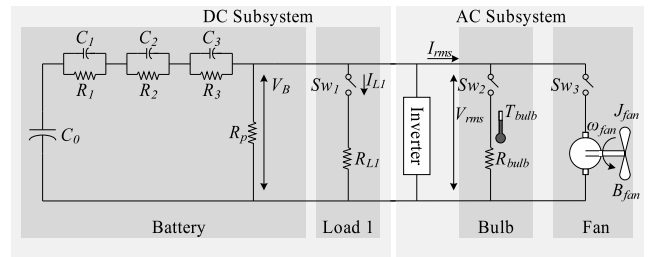 DC Subsystem
AC Subsystem
C1 C2 C3
R1 R2 R3
C0
Rp
VB
Sw1
IL1
RL1
Inverter
Irms
Vrms
Sw2
Tbulb
Rbulb
Sw3
ωfan
Jfan
Bfan
Battery
Load 1
Bulb
Fan